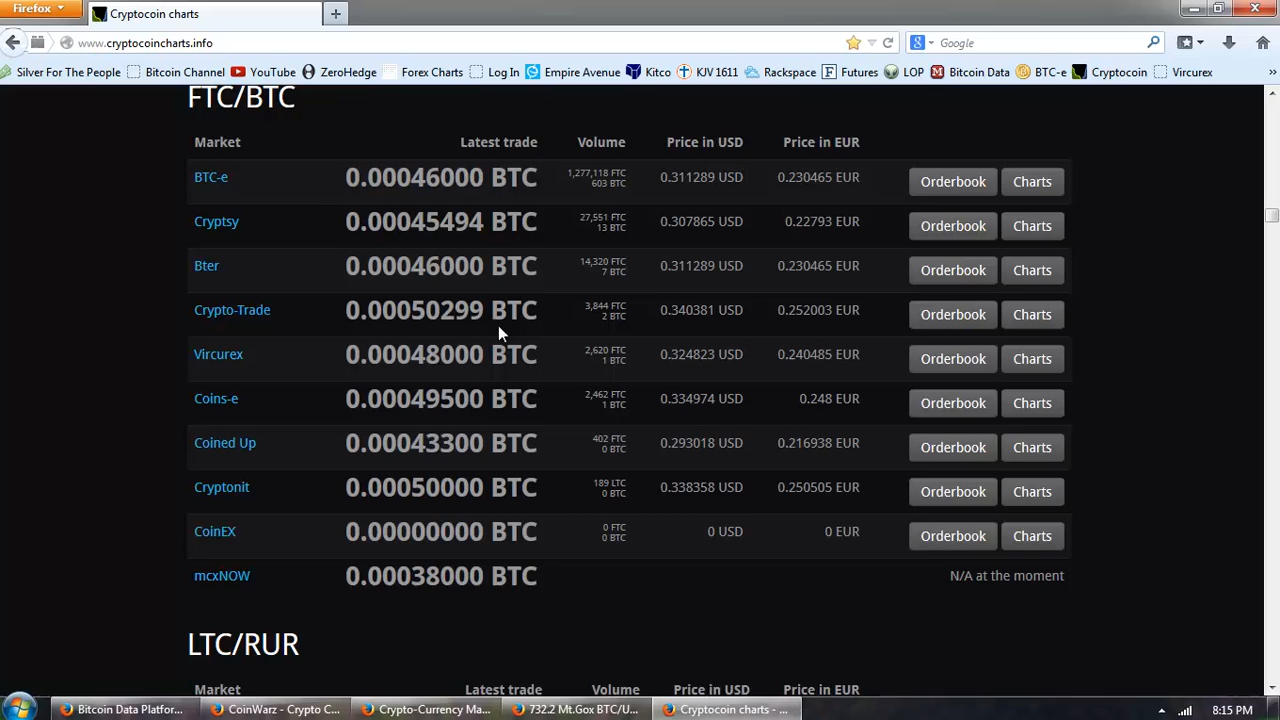 Firefox
Cryptocoin charts
www.cryptocoincharts.info
Google
Silver For The People Bitcoin Channel YouTube ZeroHedge Forex Charts Log In Empire Avenue Kitco KJV 1611 Rackspace Futures LOP Bitcoin Data BTC-e Cryptocoin Vircurex »
FTC/BTC
Market Latest trade Volume Price in USD Price in EUR
BTC-e 0.00046000 BTC 1,277,118 FTC 0.311289 USD 0.230465 EUR Orderbook Charts
603 BTC
Cryptsy 0.00045494 BTC 27,551 FTC 0.307865 USD 0.22793 EUR Orderbook Charts
13 BTC
Bter 0.00046000 BTC 14,320 FTC 0.311289 USD 0.230465 EUR Orderbook Charts
7 BTC
Crypto-Trade 0.00050299 BTC 3,844 FTC 0.340381 USD 0.252003 EUR Orderbook Charts
2 BTC
Vircurex 0.00048000 BTC 2,620 FTC 0.324823 USD 0.240485 EUR Orderbook Charts
1 BTC
Coins-e 0.00049500 BTC 2,462 FTC 0.334974 USD 0.248 EUR Orderbook Charts
1 BTC
Coined Up 0.00043300 BTC 402 FTC 0.293018 USD 0.216938 EUR Orderbook Charts
0 BTC
Cryptonit 0.00050000 BTC 189 LTC 0.338358 USD 0.250505 EUR Orderbook Charts
0 BTC
CoinEX 0.00000000 BTC 0 FTC 0 USD 0 EUR Orderbook Charts
0 BTC
mcxNOW 0.00038000 BTC N/A at the moment
LTC/RUR
Market Latest trade Volume Price in USD Price in EUR
Bitcoin Data Platfor... CoinWarz - Crypto C... Crypto-Currency Ma... 732.2 Mt.Gox BTC/U... Cryptocoin charts - ... 8:15 PM